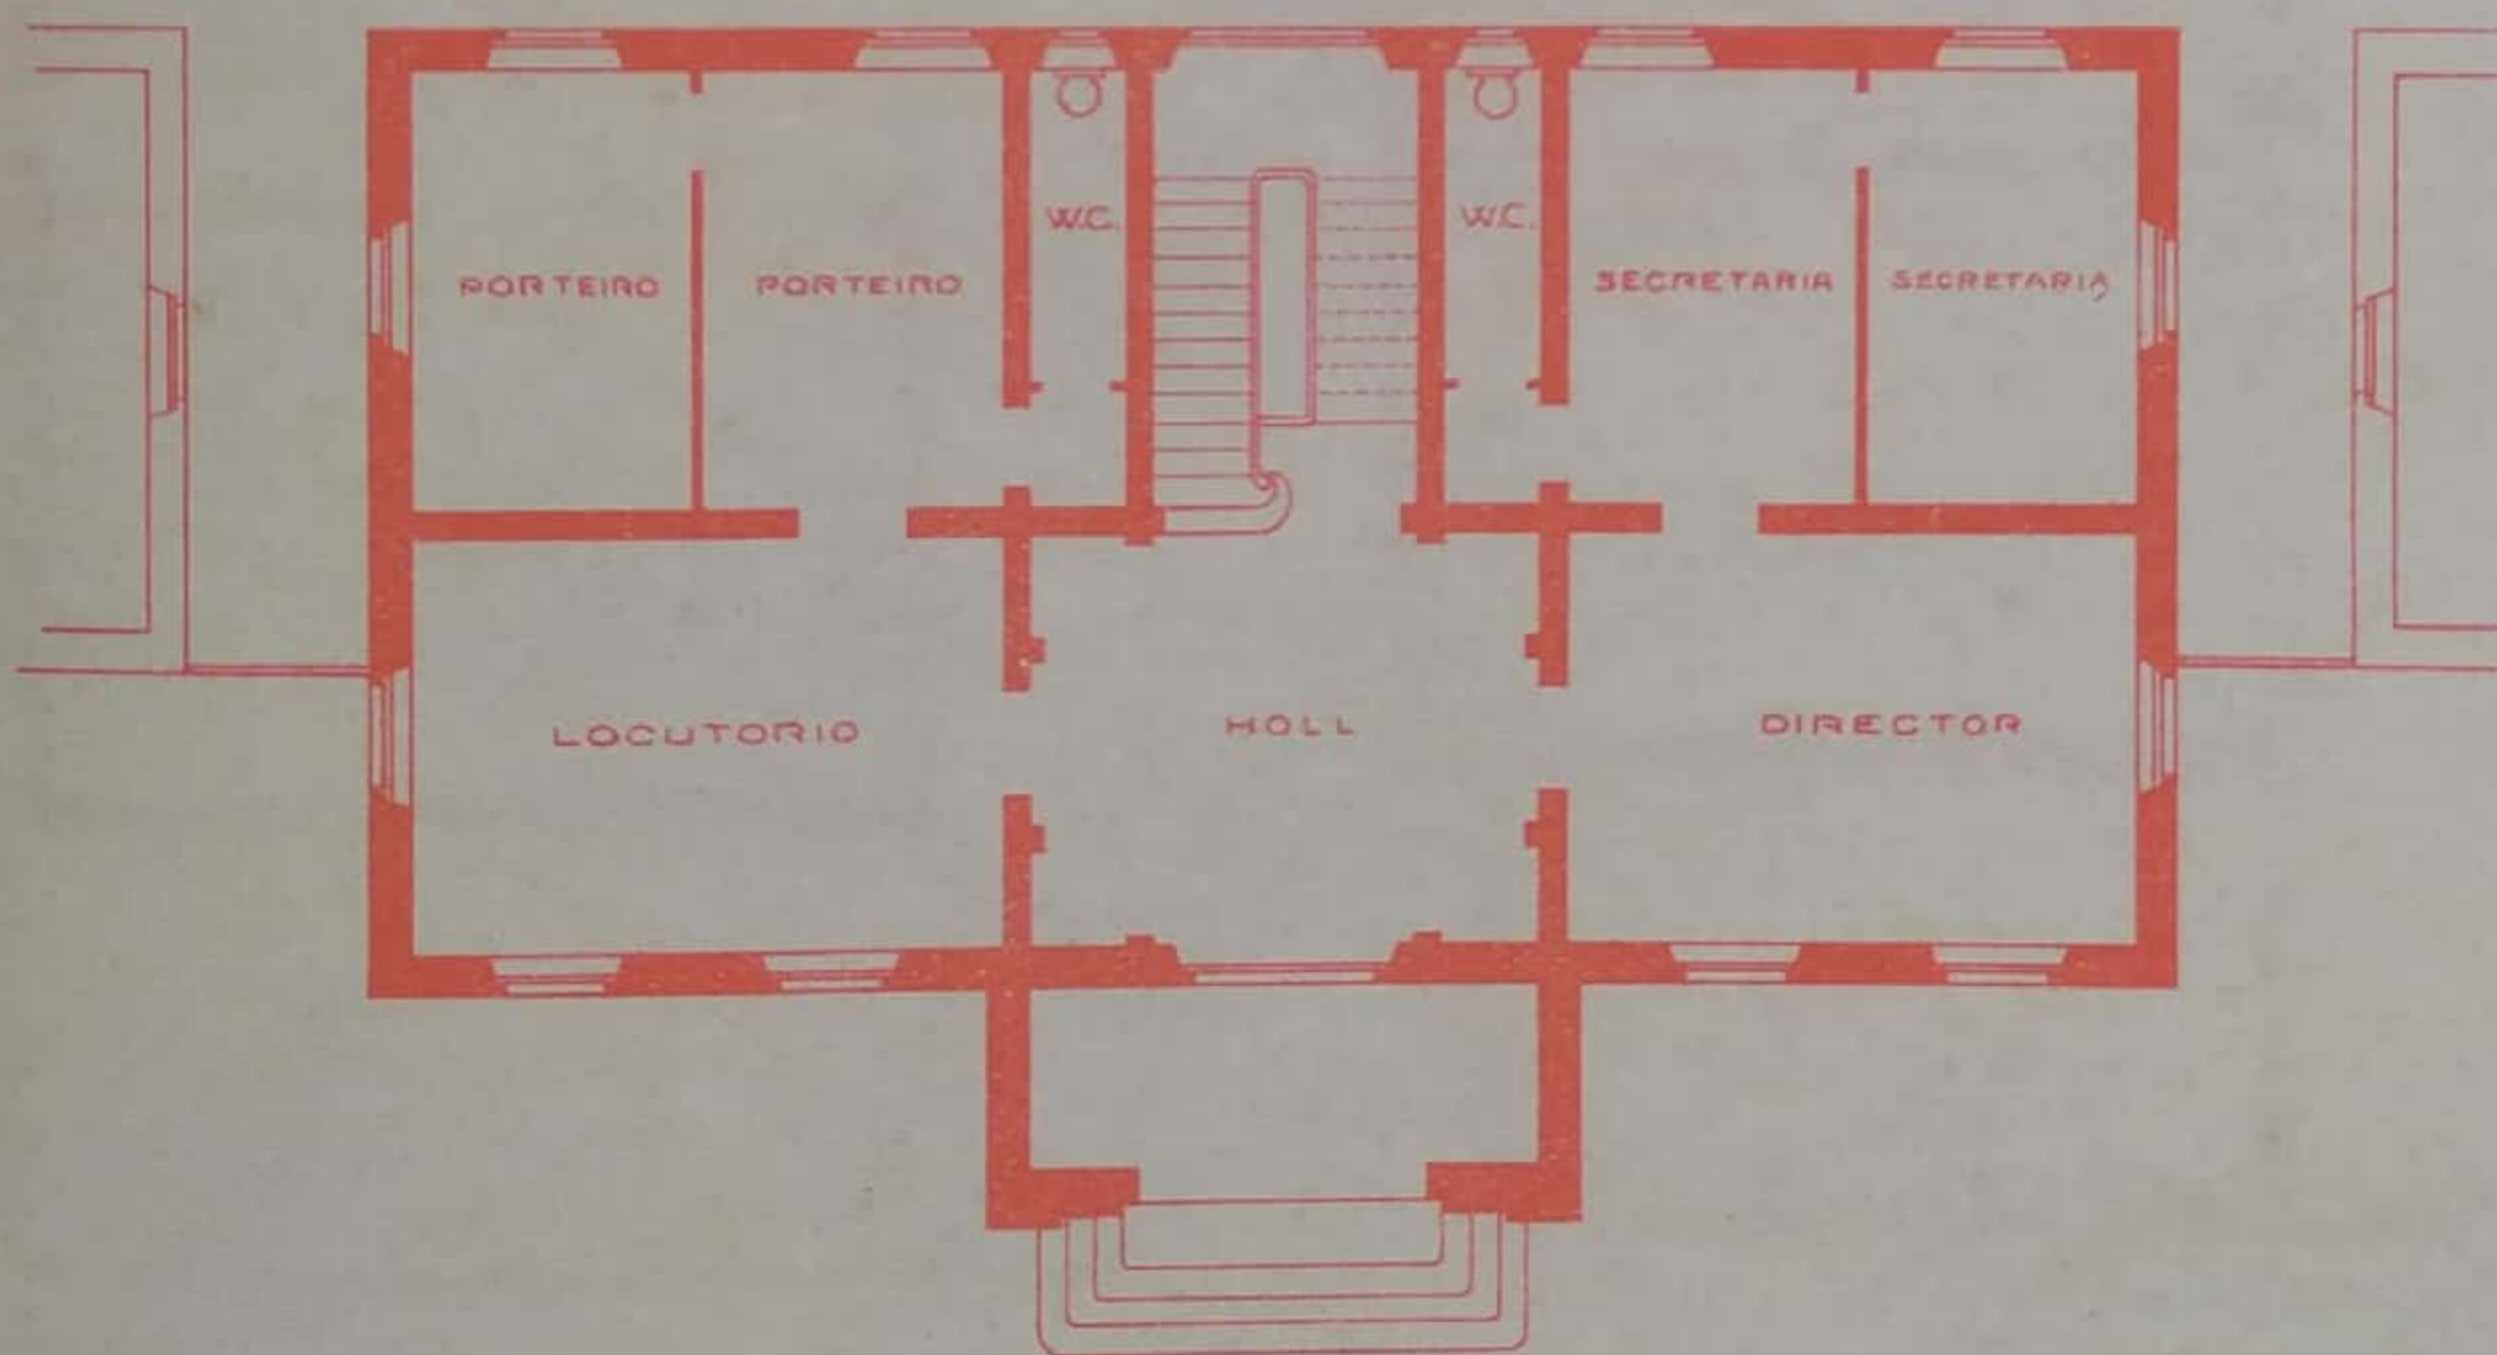 W.C.
W.C.
PORTEIRO
PORTEIRO
SECRETARIA
SECRETARIA
LOCUTORIO
HOLL
DIRECTOR